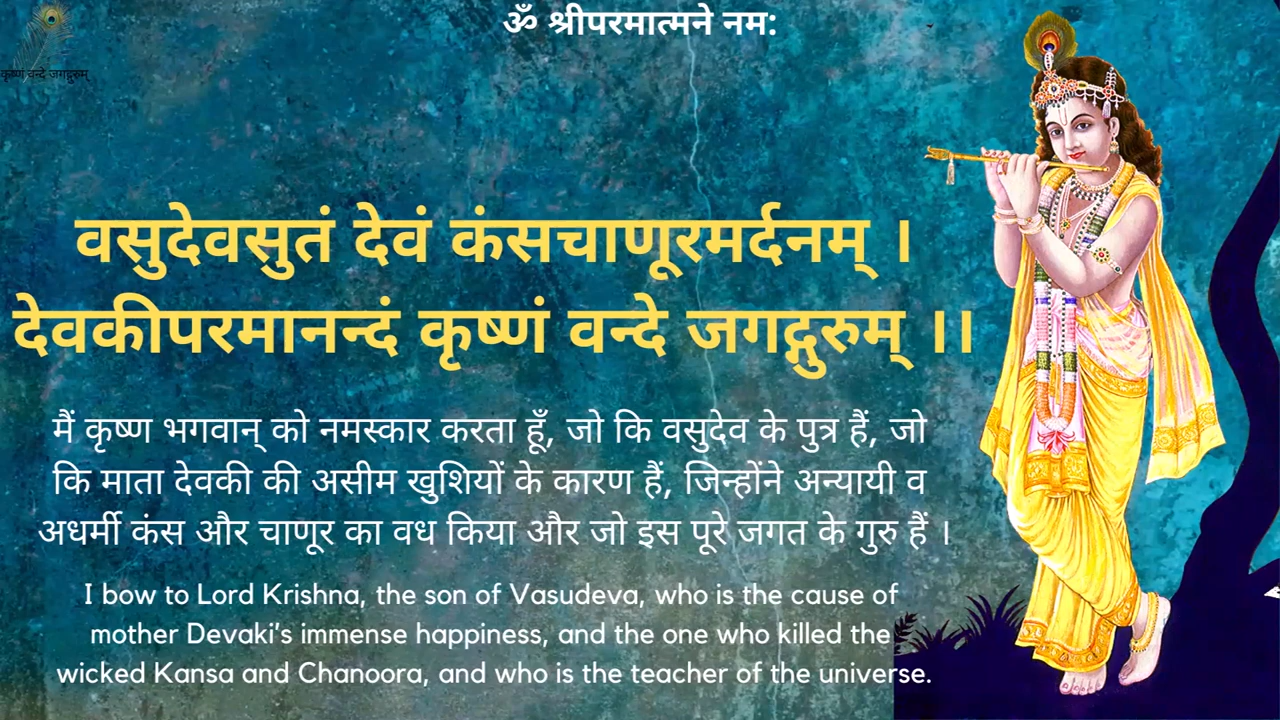 ॐ श्रीपरमात्मने नम:
कृष्णं वन्दे जगद्गुरुम्
वसुदेवसुतं देवं कंसचाणूरमर्दनम् ।
देवकीपरमानन्दं कृष्णं वन्दे जगद्गुरुम् ।।
मैं कृष्ण भगवान् को नमस्कार करता हूँ, जो कि वसुदेव के पुत्र हैं, जो
कि माता देवकी की असीम खुशियों के कारण हैं, जिन्होंने अन्यायी व
अधर्मी कंस और चाणूर का वध किया और जो इस पूरे जगत के गुरु हैं ।
I bow to Lord Krishna, the son of Vasudeva, who is the cause of
mother Devaki's immense happiness, and the one who killed the
wicked Kansa and Chanoora, and who is the teacher of the universe.